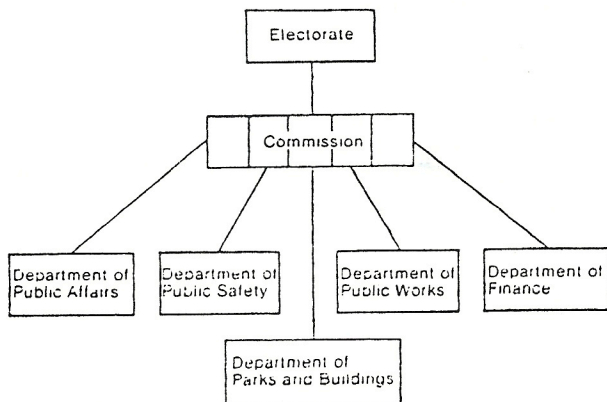 Electorate
Commission
Department of
Public Affairs
Department of
Public Safety
Department of
Public Works
Department of
Finance
Department of
Parks and Buildings